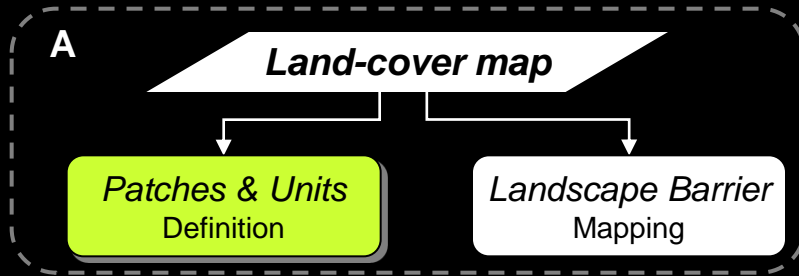 A
Land-cover map
Patches & Units
Definition
Landscape Barrier
Mapping